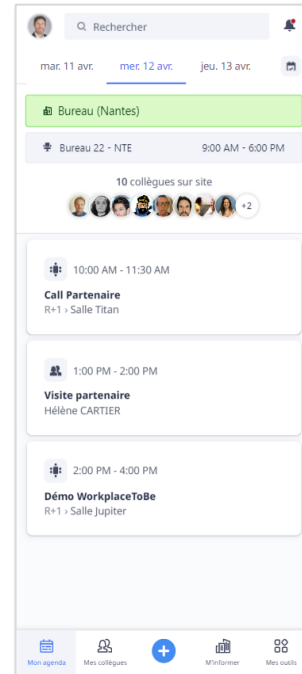 Rechercher
mar. 11 avr. mer. 12 avr. jeu. 13 avr.
Bureau (Nantes)
Bureau 22 - NTE 9:00 AM - 6:00 PM
10 collègues sur site
+2
10:00 AM - 11:30 AM
Call Partenaire
R+1 › Salle Titan
1:00 PM - 2:00 PM
Visite partenaire
Hélène CARTIER
2:00 PM - 4:00 PM
Démo WorkplaceToBe
R+1 › Salle Jupiter
Mon agenda Mes collègues M'informer Mes outils